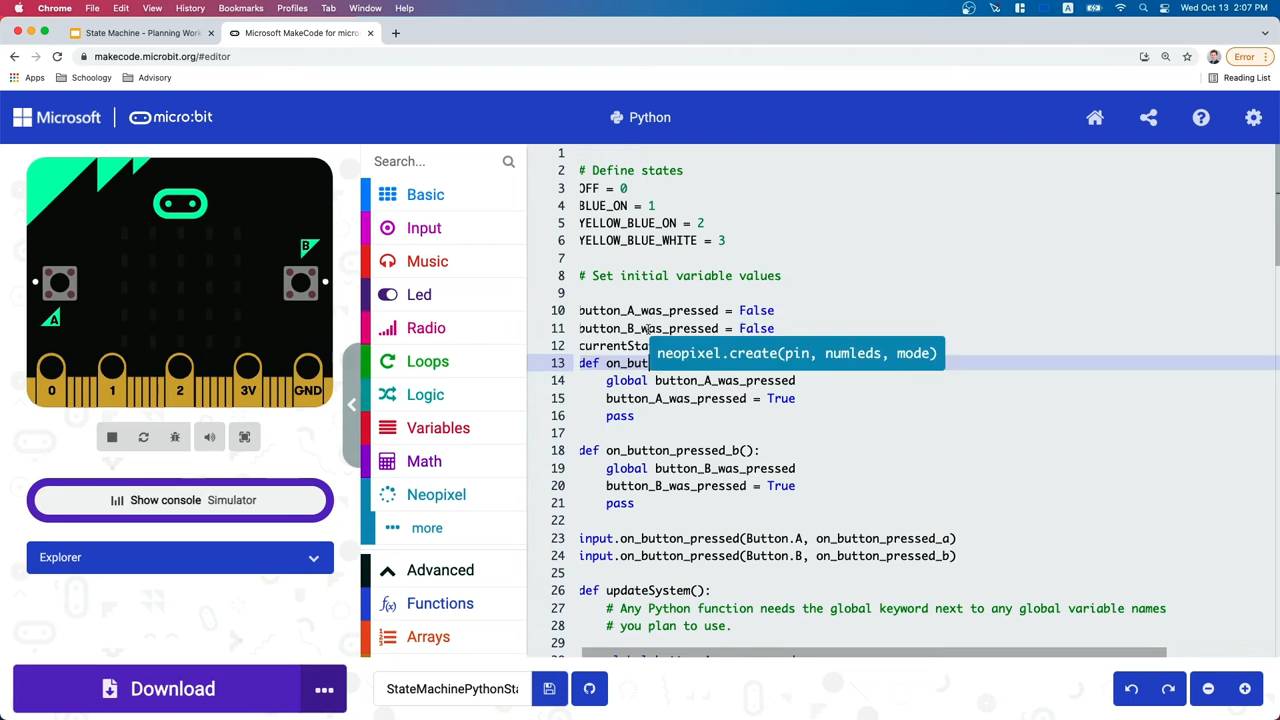 Chrome File Edit View History Bookmarks Profiles Tab Window Help A Wed Oct 13 2:07 PM
State Machine - Planning Work
Microsoft MakeCode for micro:
makecode.microbit.org/#editor
Error
Apps Schoology Advisory Reading List
Microsoft micro:bit Python
B
A
0 1 2 3V GND
Show console Simulator
Explorer
Download
Search...
Basic
Input
Music
Led
Radio
Loops
Logic
Variables
Math
Neopixel
more
Advanced
Functions
Arrays
1
2 # Define states
3 OFF = 0
4 BLUE_ON = 1
5 YELLOW_BLUE_ON = 2
6 YELLOW_BLUE_WHITE = 3
7
8 # Set initial variable values
9
10 button_A_was_pressed = False
11 button_B_was_pressed = False
12 currentSta
neopixel.create(pin, numleds, mode)
13 def on_but
14 global button_A_was_pressed
15 button_A_was_pressed = True
16 pass
17
18 def on_button_pressed_b():
19 global button_B_was_pressed
20 button_B_was_pressed = True
21 pass
22
23 input.on_button_pressed(Button.A, on_button_pressed_a)
24 input.on_button_pressed(Button.B, on_button_pressed_b)
25
26 def updateSystem():
27 # Any Python function needs the global keyword next to any global variable names
28 # you plan to use.
29
StateMachinePythonSta